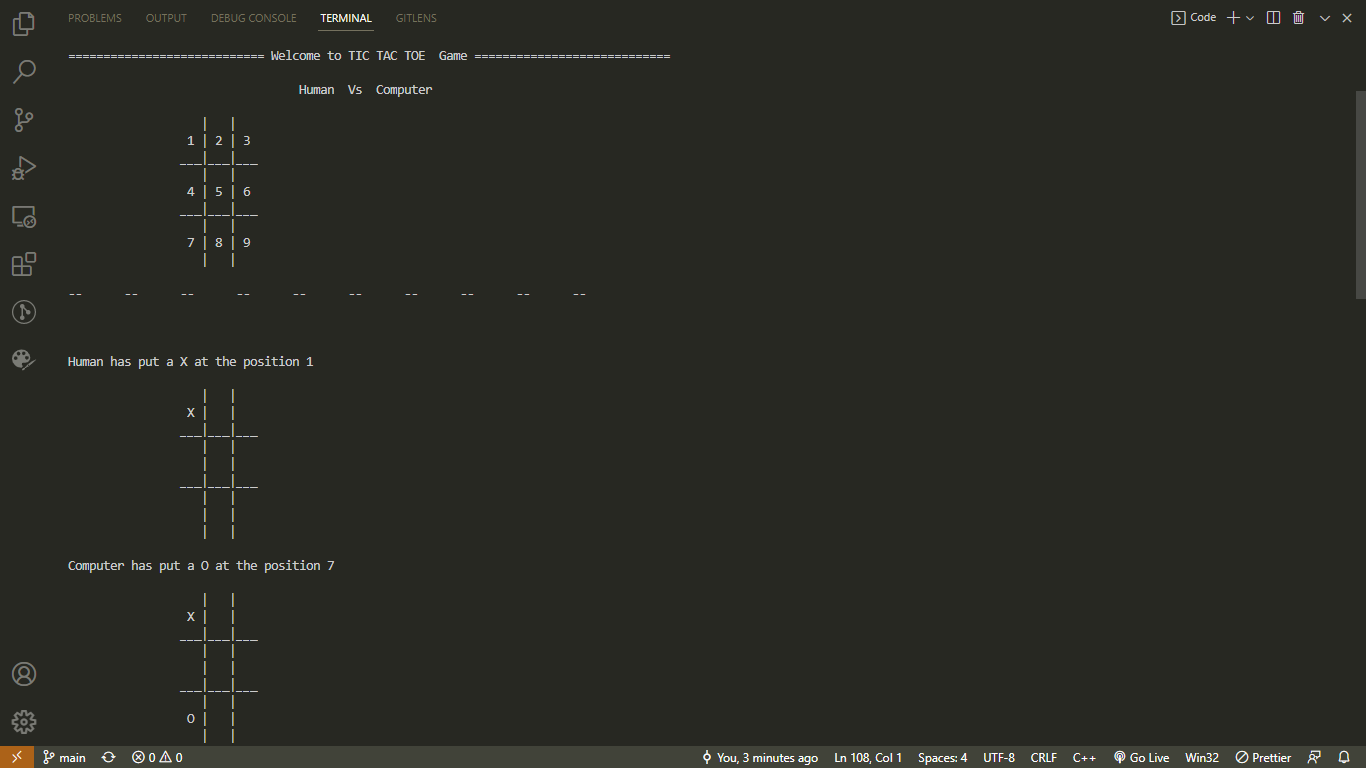 PROBLEMS OUTPUT DEBUG CONSOLE TERMINAL GITLENS Code
============================ Welcome to TIC TAC TOE  Game ============================
Human  Vs  Computer
   |   |
 1 | 2 | 3
___|___|___
   |   |
 4 | 5 | 6
___|___|___
   |   |
 7 | 8 | 9
   |   |
--      --      --      --      --      --      --      --      --      --
Human has put a X at the position 1
   |   |
 X |   |
___|___|___
   |   |
   |   |
___|___|___
   |   |
   |   |
   |   |
Computer has put a O at the position 7
   |   |
 X |   |
___|___|___
   |   |
   |   |
___|___|___
   |   |
 O |   |
   |   |
main 0 0 You, 3 minutes ago Ln 108, Col 1 Spaces: 4 UTF-8 CRLF C++ Go Live Win32 Prettier